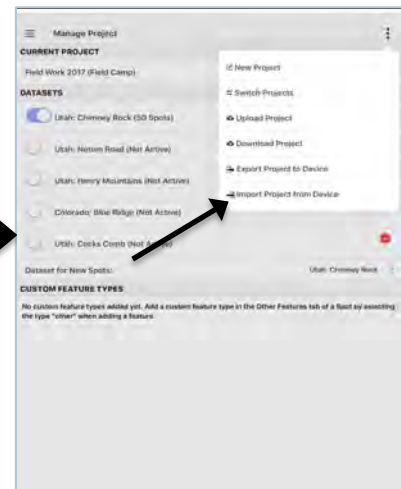 Manage Project
CURRENT PROJECT
Field Work 2017 (Field Camp)
DATASETS
Utah: Chimney Rock (50 Spots)
Utah: Notom Road (Not Active)
Utah: Henry Mountains (Not Active)
Colorado: Blue Ridge (Not Active)
Utah: Cocks Comb (Not Active)
Dataset for New Spots:
Utah: Chimney Rock
CUSTOM FEATURE TYPES
No custom feature types added yet. Add a custom feature type in the Other Features tab of a Spot by selecting
the type "other" when adding a feature.
New Project
Switch Projects
Upload Project
Download Project
Export Project to Device
Import Project from Device